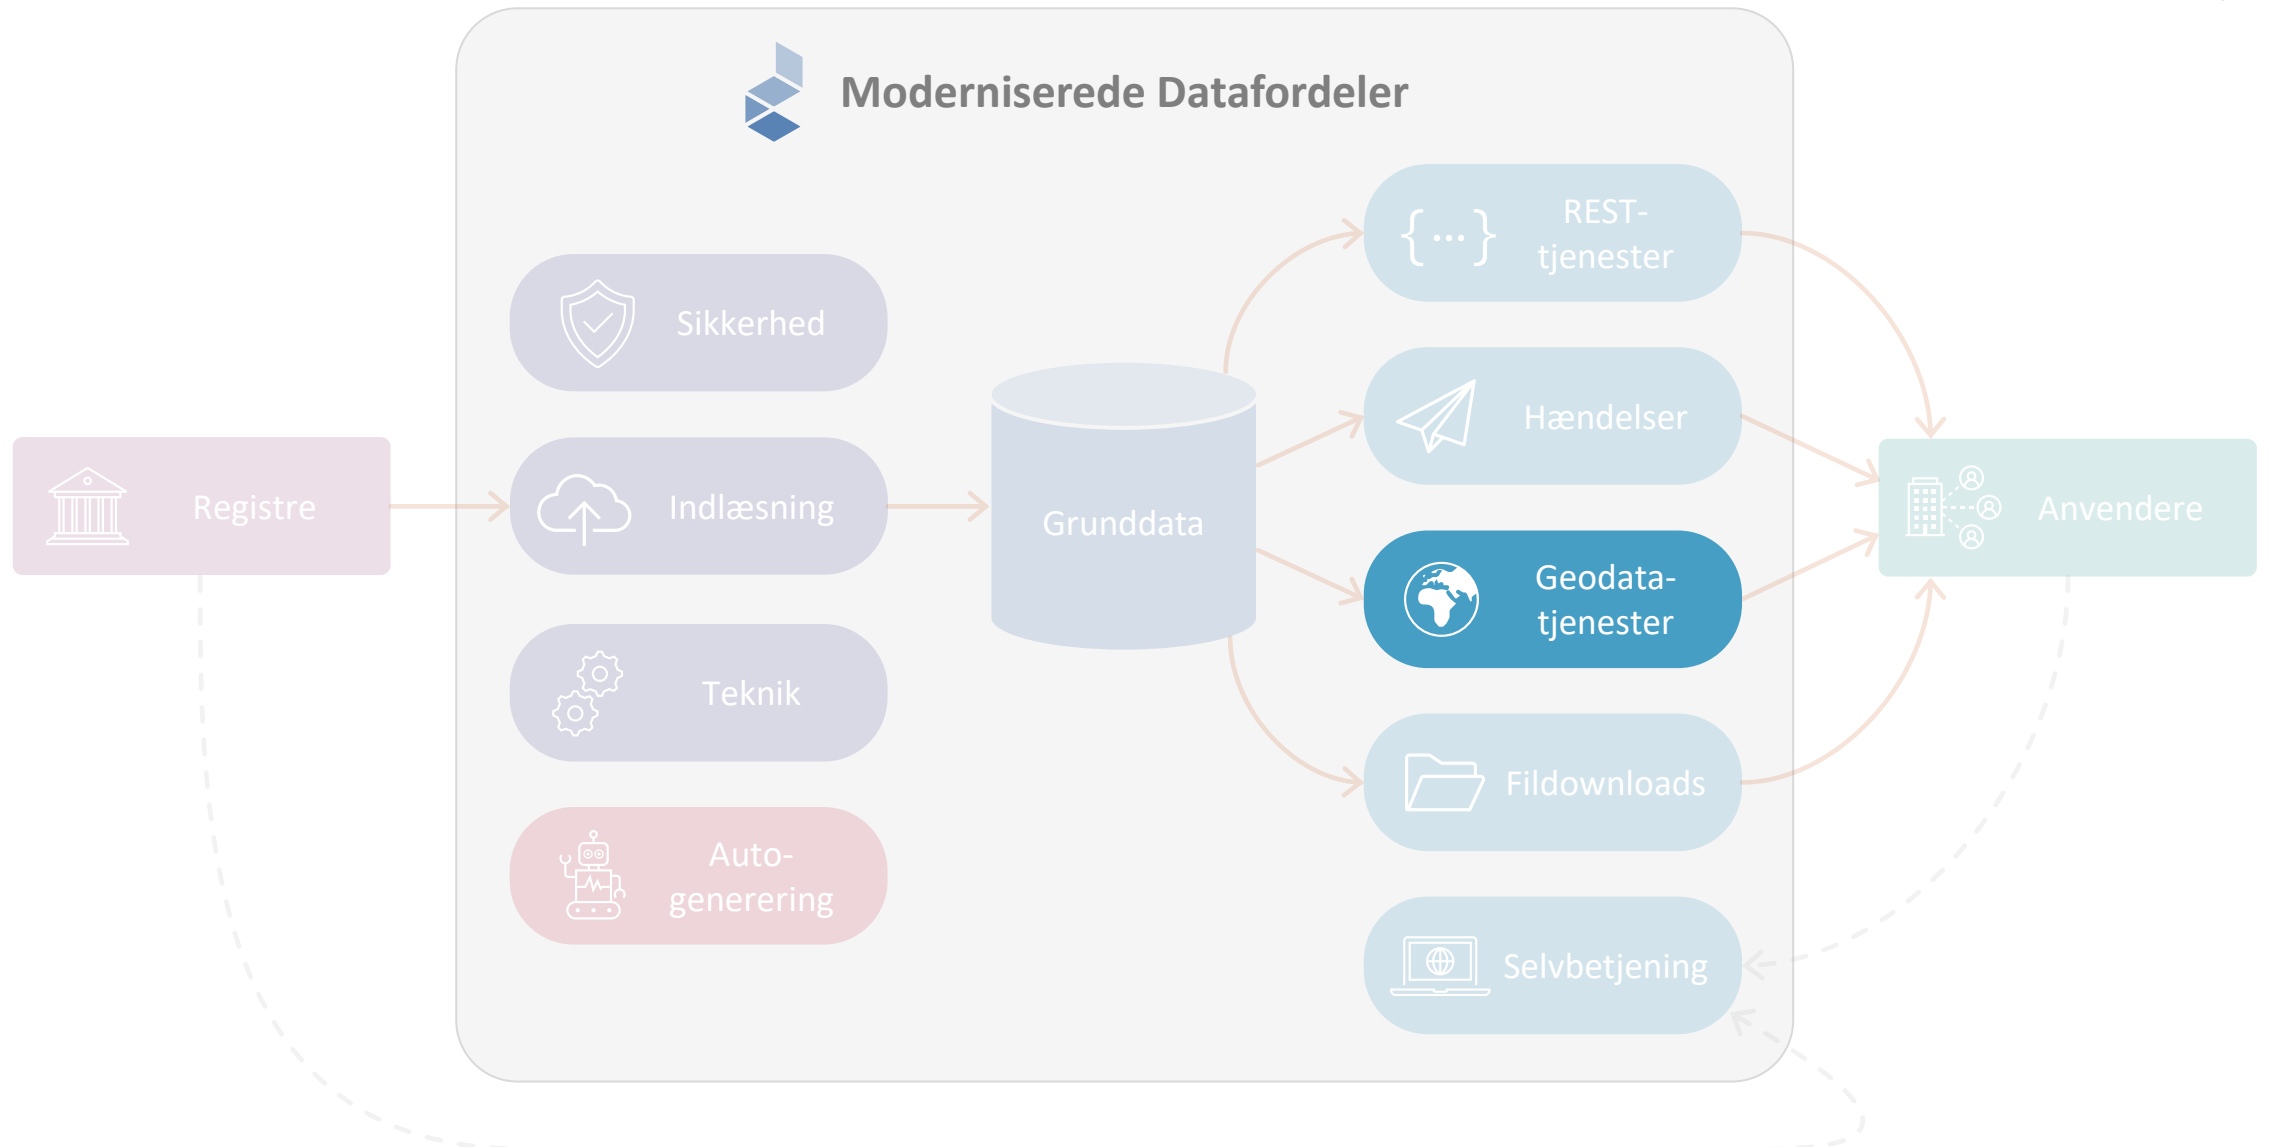 Moderniserede Datafordeler
Registre
Sikkerhed
Indlæsning
Teknik
Auto-
generering
Grunddata
REST-
tjenester
{...}
Hændelser
Geodata-
tjenester
Fildownloads
Selvbetjening
Anvendere